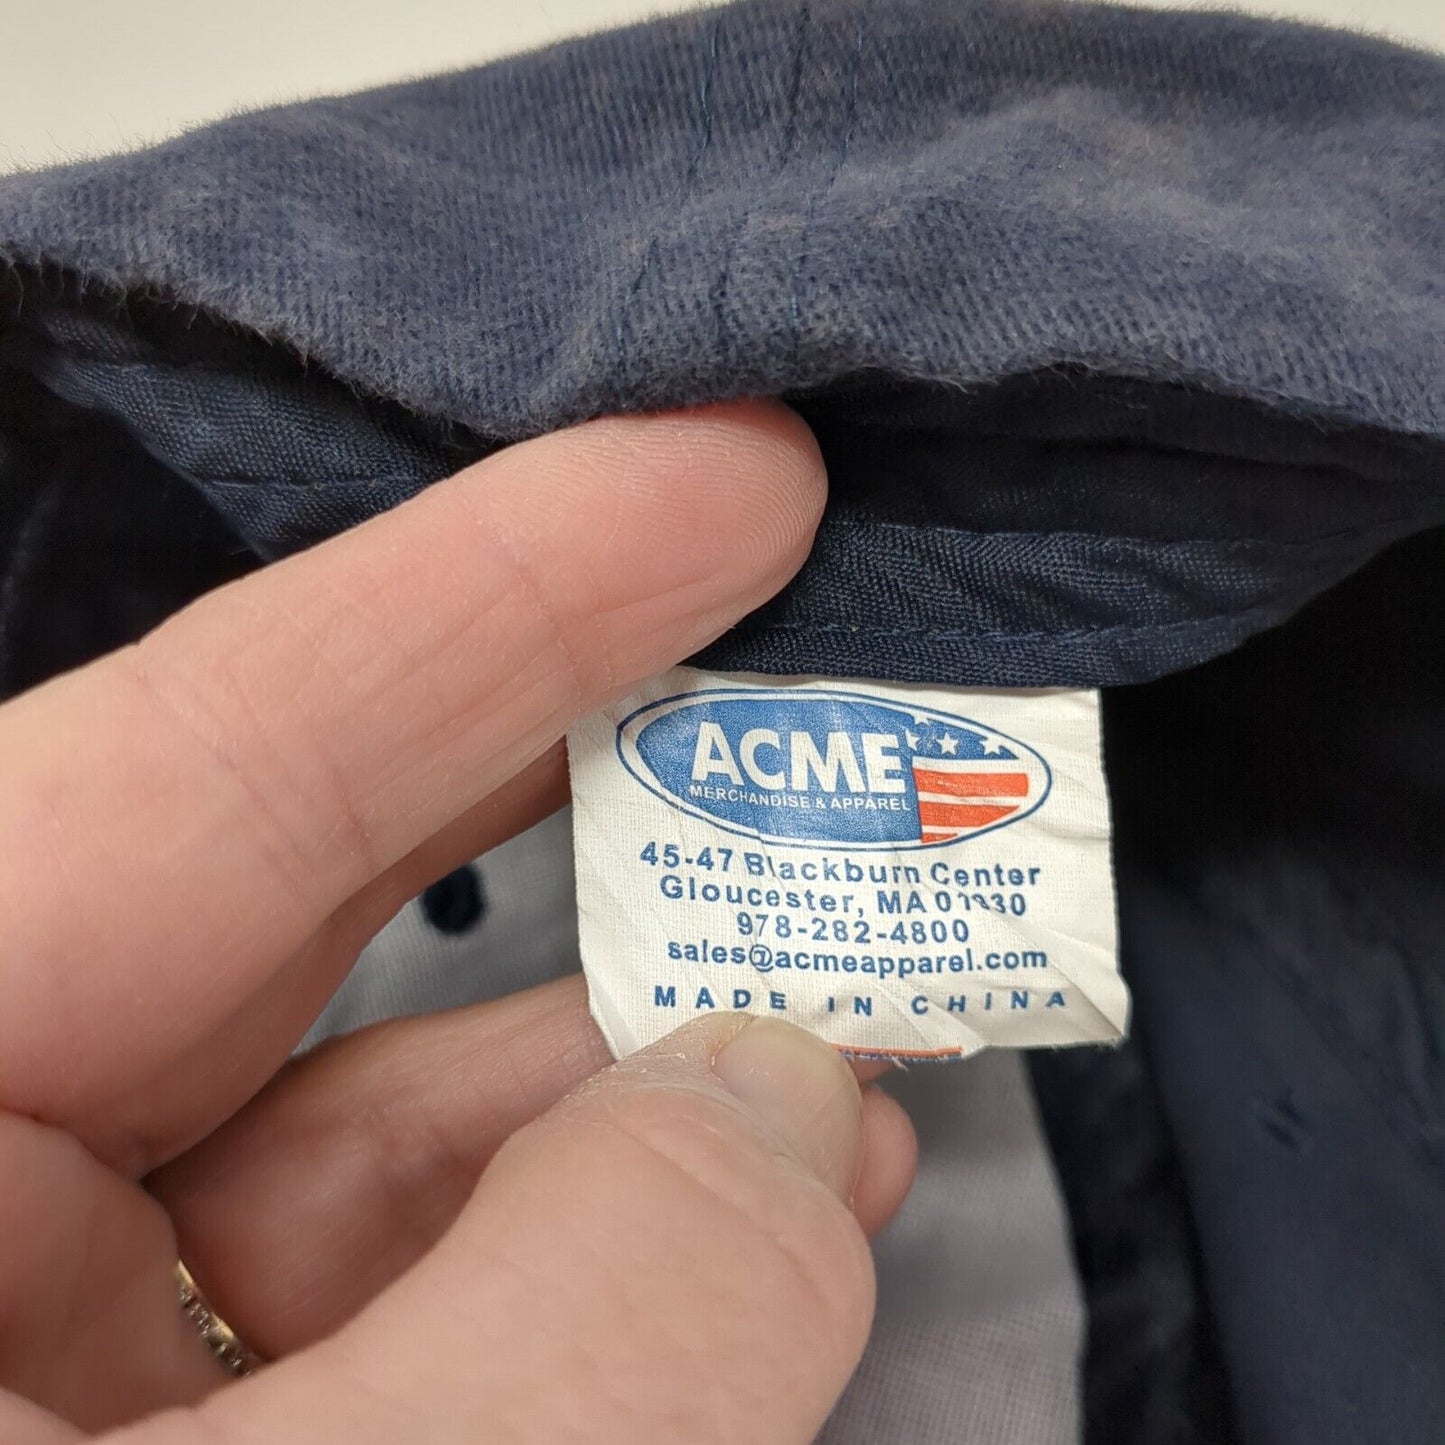 ACME
MERCHANDISE & APPAREL
45-47 Blackburn Center
Gloucester, MA 01930
978-282-4800
sales@acmeapparel.com
MADE IN CHINA